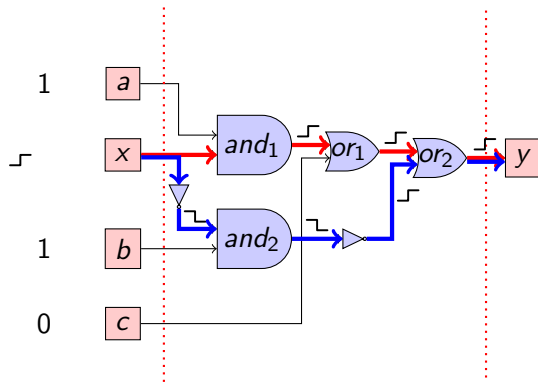 1 a
and₁
or₁
or₂
x
y
and₂
1 b
0 c